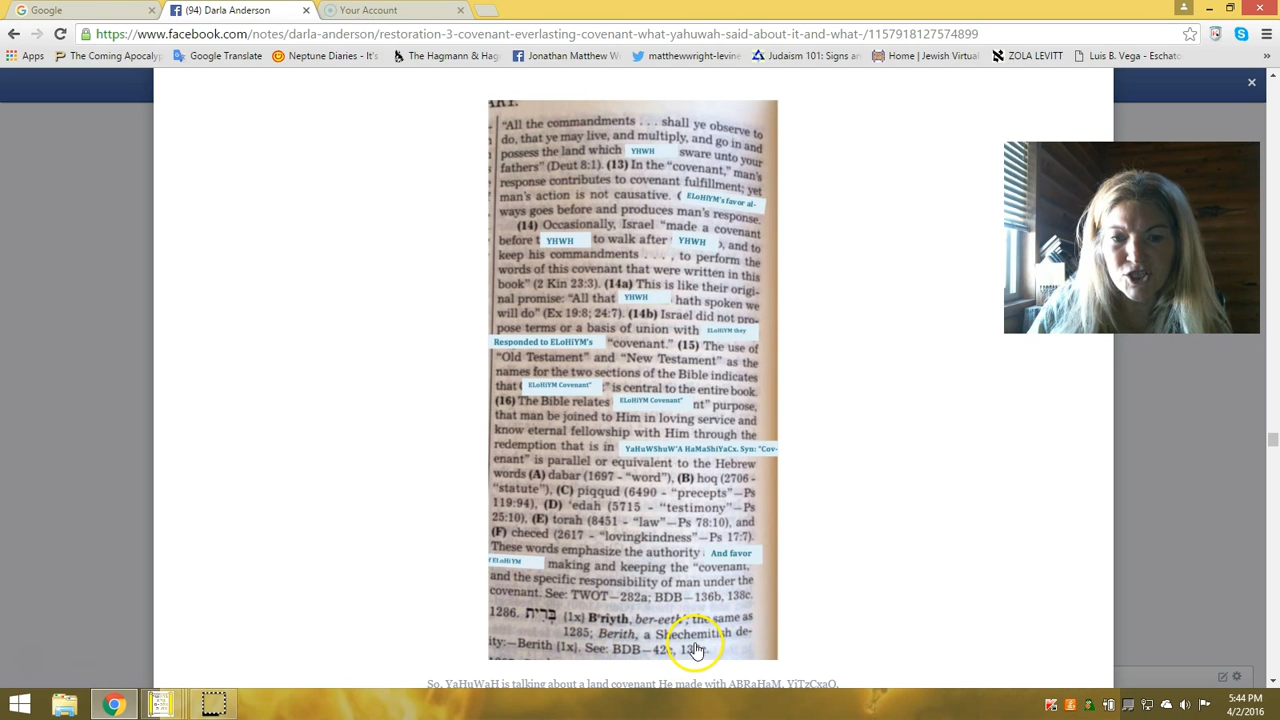 Google
(94) Darla Anderson
Your Account
https://www.facebook.com/notes/darla-anderson/restoration-3-covenant-everlasting-covenant-what-yahuwah-said-about-it-and-what-/1157918127574899
Apps
The Coming Apocalyp
Google Translate
Neptune Diaries - It's
The Hagmann & Hag
Jonathan Matthew W
matthewwright-levine
Judaism 101: Signs an
Home | Jewish Virtual
ZOLA LEVITT
Luis B. Vega - Eschato
"All the commandments . . . shall ye observe to
do, that ye may live, and multiply, and go in and
possess the land which YHWH sware unto your
fathers" (Deut 8:1). (13) In the "covenant," man's
response contributes to covenant fulfillment; yet
man's action is not causative. ( ELoHiYM's favor al-
ways goes before and produces man's response.
(14) Occasionally, Israel "made a covenant
before t YHWH to walk after YHWH ), and to
keep his commandments . . . , to perform the
words of this covenant that were written in this
book" (2 Kin 23:3). (14a) This is like their origi-
nal promise: "All that YHWH hath spoken we
will do" (Ex 19:8; 24:7). (14b) Israel did not pro-
pose terms or a basis of union with ELoHiYM they
Responded to ELoHiYM's "covenant." (15) The use of
"Old Testament" and "New Testament" as the
names for the two sections of the Bible indicates
that ELoHiYM Covenant" " is central to the entire book.
(16) The Bible relates ELoHiYM Covenant" nt" purpose,
that man be joined to Him in loving service and
know eternal fellowship with Him through the
redemption that is in YaHuWShuW'A HaMaShiYaCx. Syn: "Cov-
enant" is parallel or equivalent to the Hebrew
words (A) dabar (1697 - "word"), (B) hoq (2706 -
"statute"), (C) piqqud (6490 - "precepts"—Ps
119:94), (D) 'edah (5715 - "testimony"—Ps
25:10), (E) torah (8451 - "law"—Ps 78:10), and
(F) checed (2617 - "lovingkindness"—Ps 17:7).
These words emphasize the authority And favor
f ELoHiYM making and keeping the "covenant,
and the specific responsibility of man under the
covenant. See: TWOT—282a; BDB—136b, 138c.
1286. בְּרִית {1x} Bᵉrîyth, ber-eeth'; the same as
1285; Berith, a Shechemitish de-
ity:—Berith {1x}. See: BDB—42c,
So, YaHuWaH is talking about a land covenant He made with ABRaHaM, YiTzCxaQ,
5:44 PM
4/2/2016